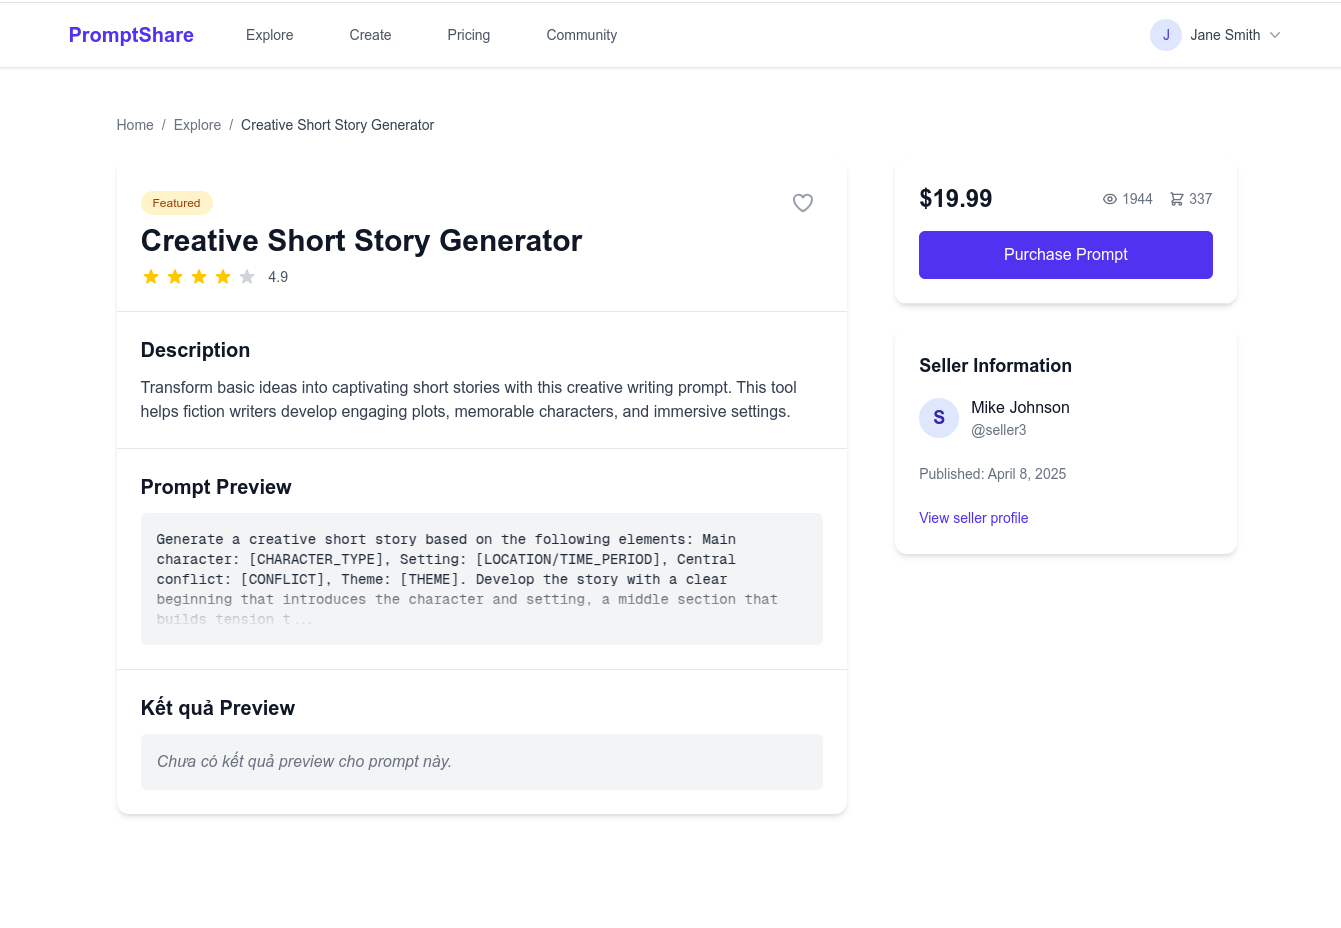 PromptShare Explore Create Pricing Community J Jane Smith
Home / Explore / Creative Short Story Generator
Featured
Creative Short Story Generator
4.9
Description
Transform basic ideas into captivating short stories with this creative writing prompt. This tool
helps fiction writers develop engaging plots, memorable characters, and immersive settings.
Prompt Preview
Generate a creative short story based on the following elements: Main
character: [CHARACTER_TYPE], Setting: [LOCATION/TIME_PERIOD], Central
conflict: [CONFLICT], Theme: [THEME]. Develop the story with a clear
beginning that introduces the character and setting, a middle section that
builds tension t...
Kết quả Preview
Chưa có kết quả preview cho prompt này.
$19.99 1944 337
Purchase Prompt
Seller Information
S
Mike Johnson
@seller3
Published: April 8, 2025
View seller profile